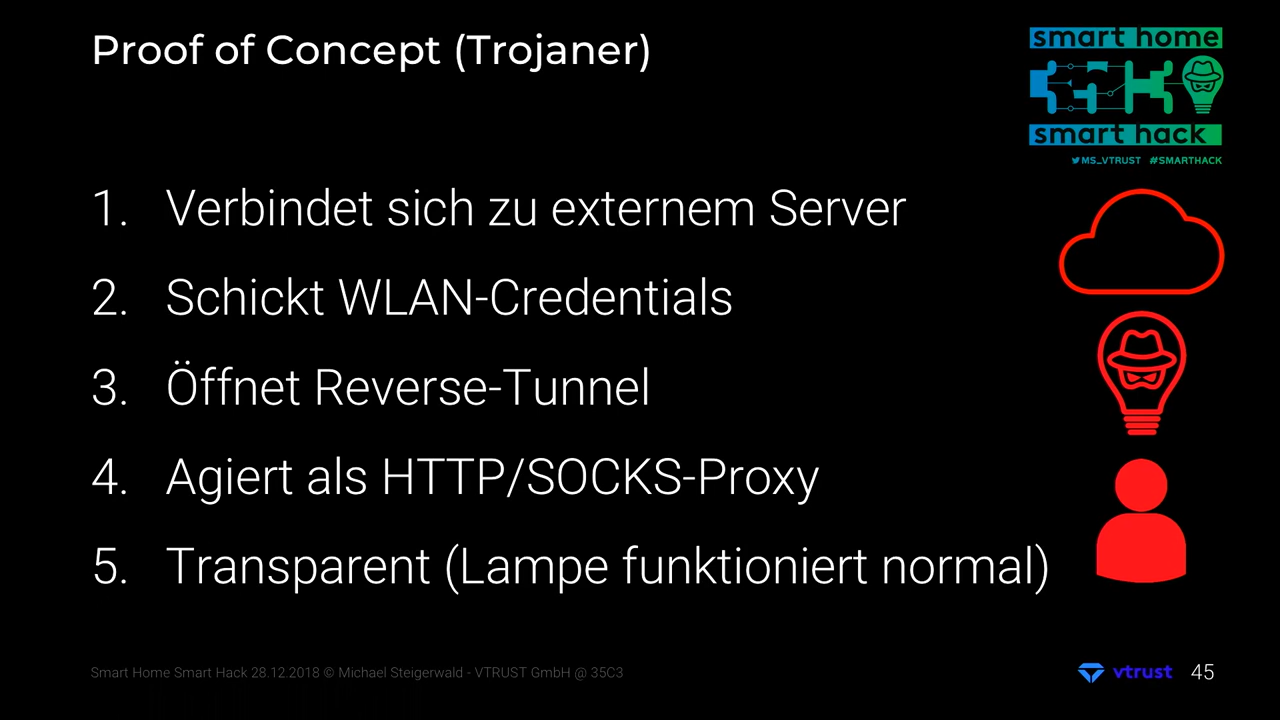 Proof of Concept (Trojaner)
smart home
35C3
smart hack
MS_VTRUST #SMARTHACK
1. Verbindet sich zu externem Server
2. Schickt WLAN-Credentials
3. Öffnet Reverse-Tunnel
4. Agiert als HTTP/SOCKS-Proxy
5. Transparent (Lampe funktioniert normal)
Smart Home Smart Hack 28.12.2018 © Michael Steigerwald - VTRUST GmbH @ 35C3
vtrust 45